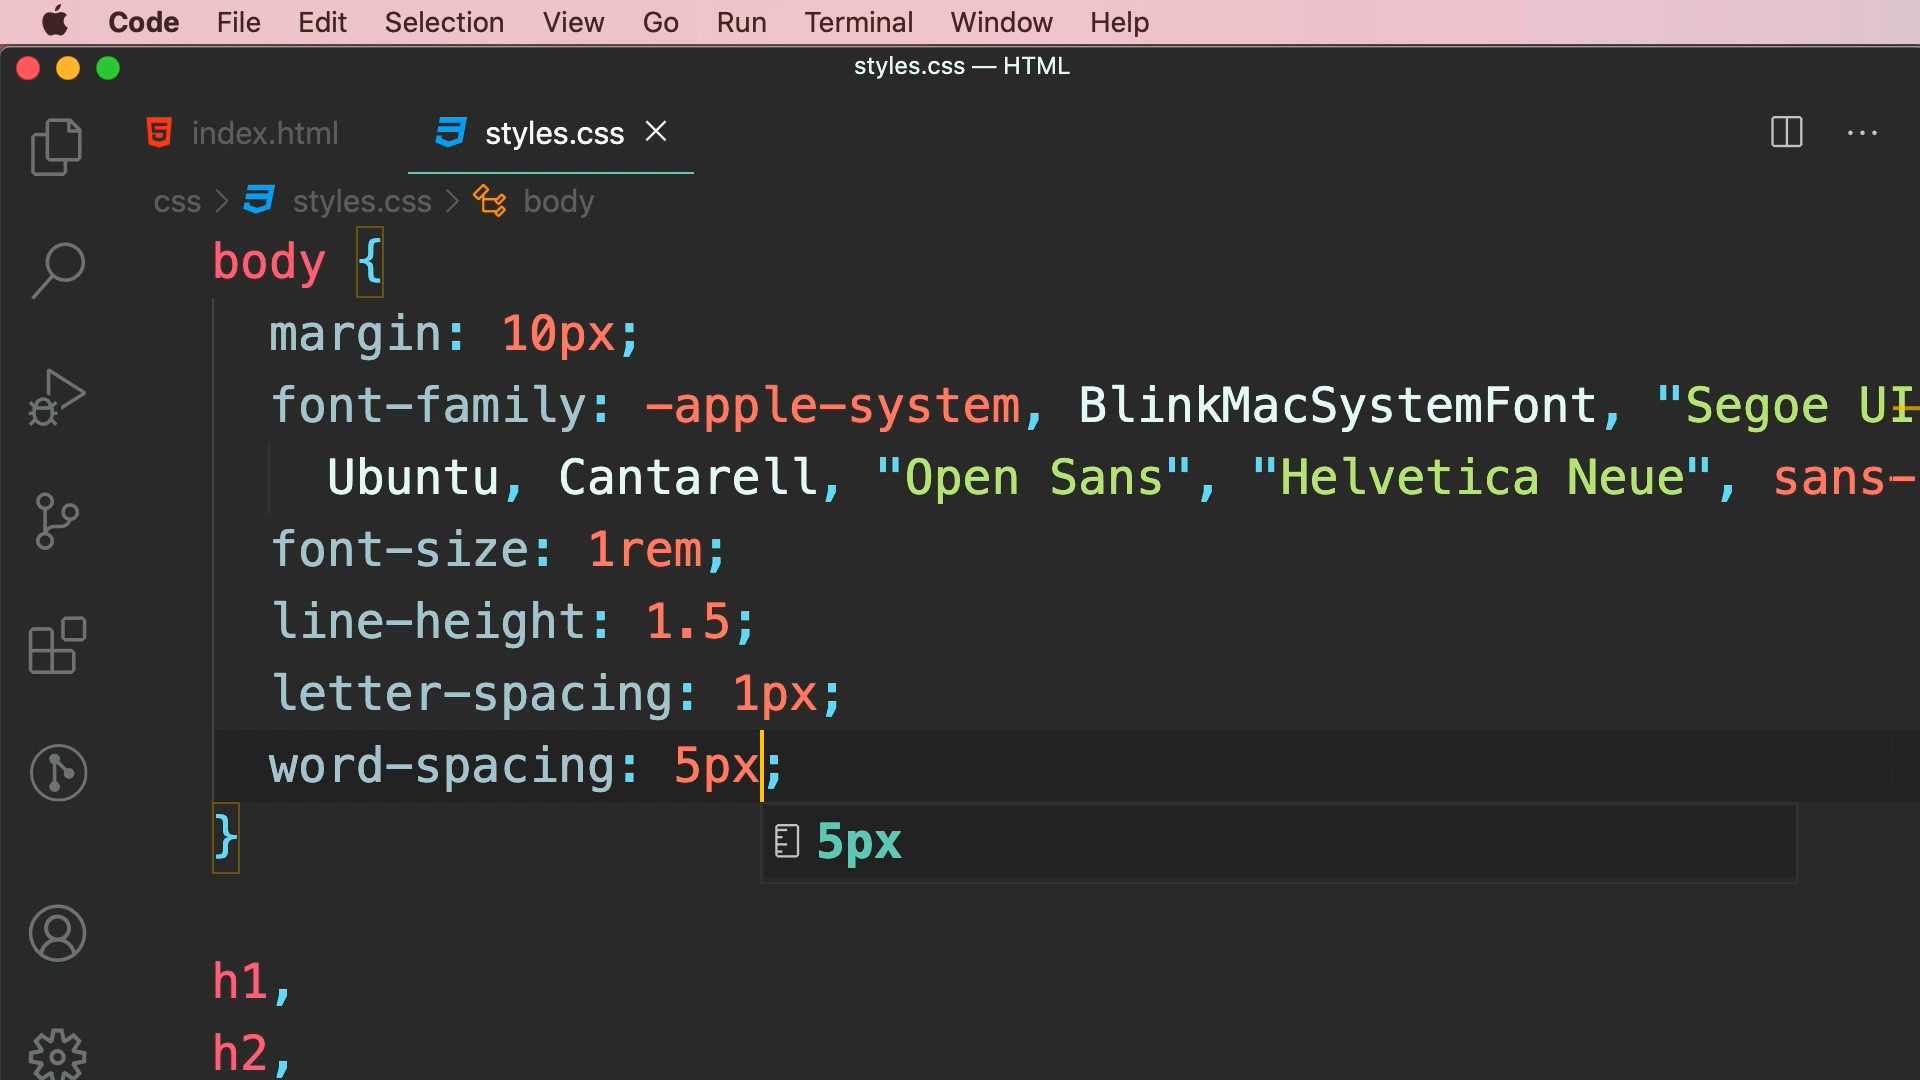 Code File Edit Selection View Go Run Terminal Window Help
styles.css — HTML
index.html styles.css
css > styles.css > body
body {
margin: 10px;
font-family: -apple-system, BlinkMacSystemFont, "Segoe UI
Ubuntu, Cantarell, "Open Sans", "Helvetica Neue", sans-
font-size: 1rem;
line-height: 1.5;
letter-spacing: 1px;
word-spacing: 5px;
}
5px
h1,
h2,